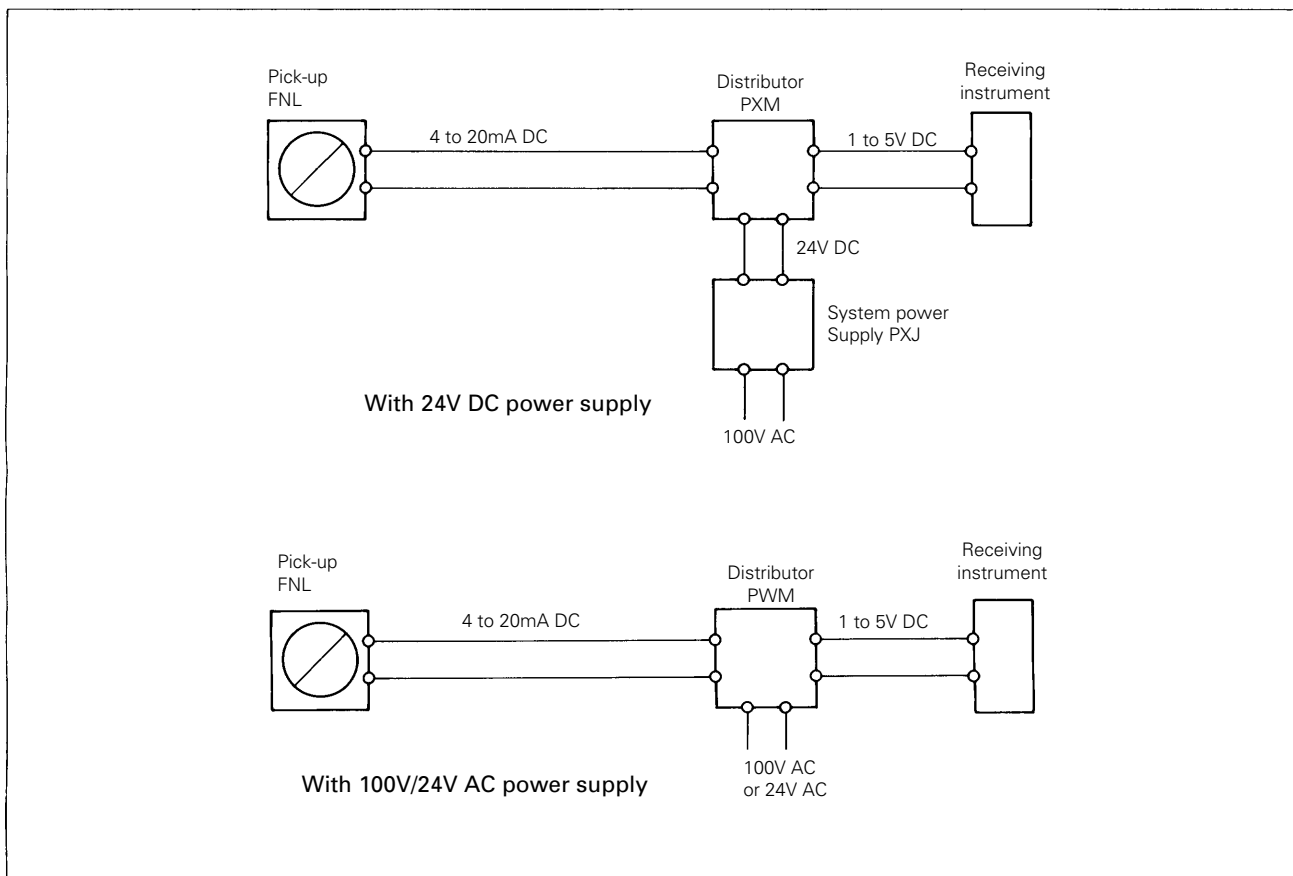 Pick-up
FNL
4 to 20mA DC
Distributor
PXM
1 to 5V DC
Receiving
instrument
24V DC
System power
Supply PXJ
With 24V DC power supply
100V AC
Pick-up
FNL
4 to 20mA DC
Distributor
PWM
1 to 5V DC
Receiving
instrument
100V AC
or 24V AC
With 100V/24V AC power supply